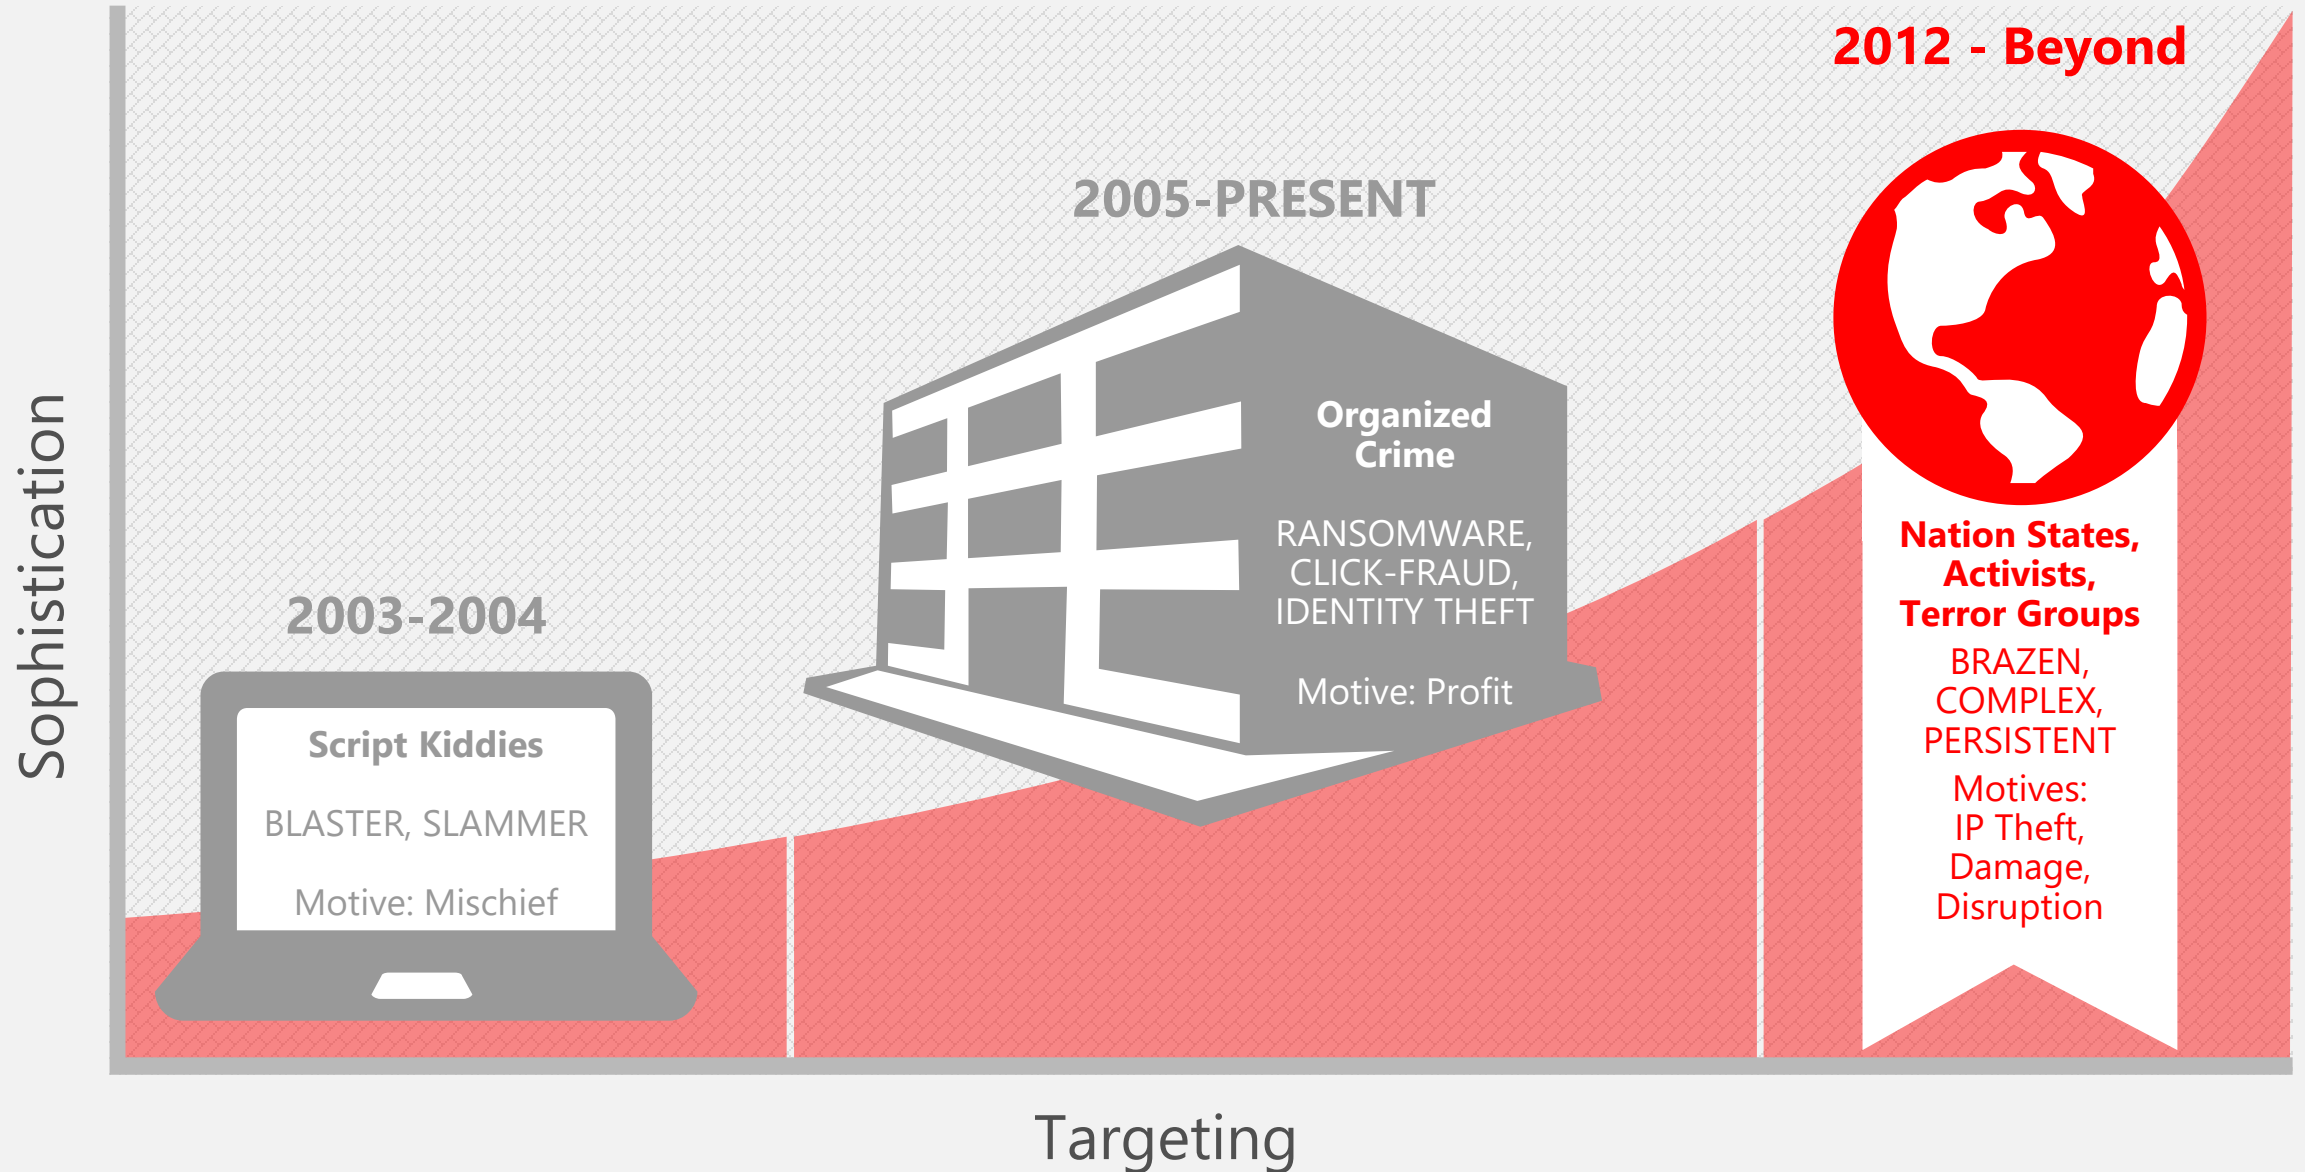 Sophistication
2003-2004
Script Kiddies
BLASTER, SLAMMER
Motive: Mischief
2005-PRESENT
Organized
Crime
RANSOMWARE,
CLICK-FRAUD,
IDENTITY THEFT
Motive: Profit
2012 - Beyond
Nation States,
Activists,
Terror Groups
BRAZEN,
COMPLEX,
PERSISTENT
Motives:
IP Theft,
Damage,
Disruption
Targeting